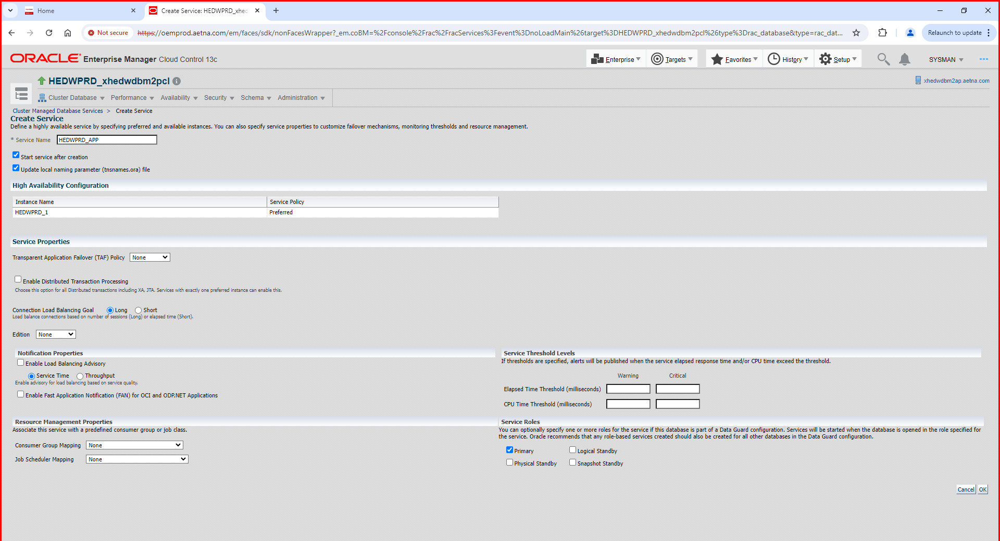 Home
Create Service: HEDWPRD_xhed
Not secure https://oemprod.aetna.com/em/faces/sdk/nonFacesWrapper?_em.coBM=%2Fconsole%2Frac%2FracServices%3Fevent%3DnoLoadMain%26target%3DHEDWPRD_xhedwdbm2pcl%26type%3Drac_database&type=rac_dat... Relaunch to update
ORACLE Enterprise Manager Cloud Control 13c
Enterprise Targets Favorites History Setup SYSMAN
HEDWPRD_xhedwdbm2pcl
xhedwdbm2ap.aetna.com
Cluster Database Performance Availability Security Schema Administration
Cluster Managed Database Services > Create Service
Create Service
Define a highly available service by specifying preferred and available instances. You can also specify service properties to customize failover mechanisms, monitoring thresholds and resource management.
* Service Name HEDWPRD_APP
Start service after creation
Update local naming parameter (tnsnames.ora) file
High Availability Configuration
Instance Name Service Policy
HEDWPRD_1 Preferred
Service Properties
Transparent Application Failover (TAF) Policy None
Enable Distributed Transaction Processing
Choose this option for all Distributed transactions including XA, JTA. Services with exactly one preferred instance can enable this.
Connection Load Balancing Goal Long Short
Load balance connections based on number of sessions (Long) or elapsed time (Short).
Edition None
Notification Properties
Enable Load Balancing Advisory
Service Time Throughput
Enable advisory for load balancing based on service quality.
Enable Fast Application Notification (FAN) for OCI and ODP.NET Applications
Service Threshold Levels
If thresholds are specified, alerts will be published when the service elapsed response time and/or CPU time exceed the threshold.
Warning Critical
Elapsed Time Threshold (milliseconds)
CPU Time Threshold (milliseconds)
Resource Management Properties
Associate this service with a predefined consumer group or job class.
Consumer Group Mapping None
Job Scheduler Mapping None
Service Roles
You can optionally specify one or more roles for the service if this database is part of a Data Guard configuration. Services will be started when the database is opened in the role specified for
the service. Oracle recommends that any role-based services created should also be created for all other databases in the Data Guard configuration.
Primary Logical Standby
Physical Standby Snapshot Standby
Cancel OK